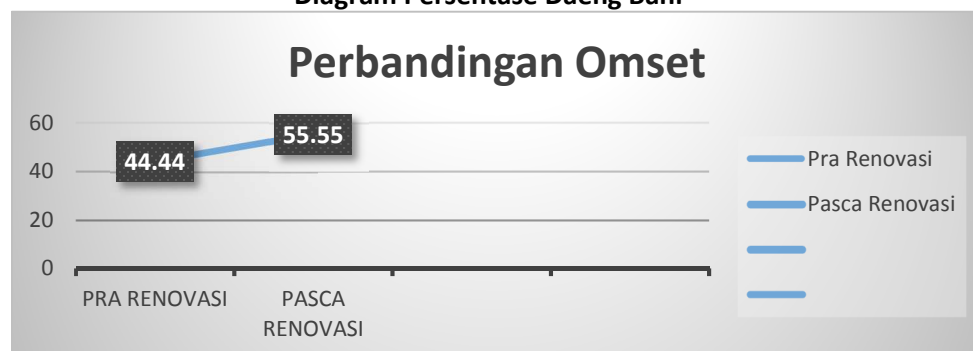 Perbandingan Omset
60
40
20
0
44.44
55.55
PRA RENOVASI
PASCA
RENOVASI
Pra Renovasi
Pasca Renovasi